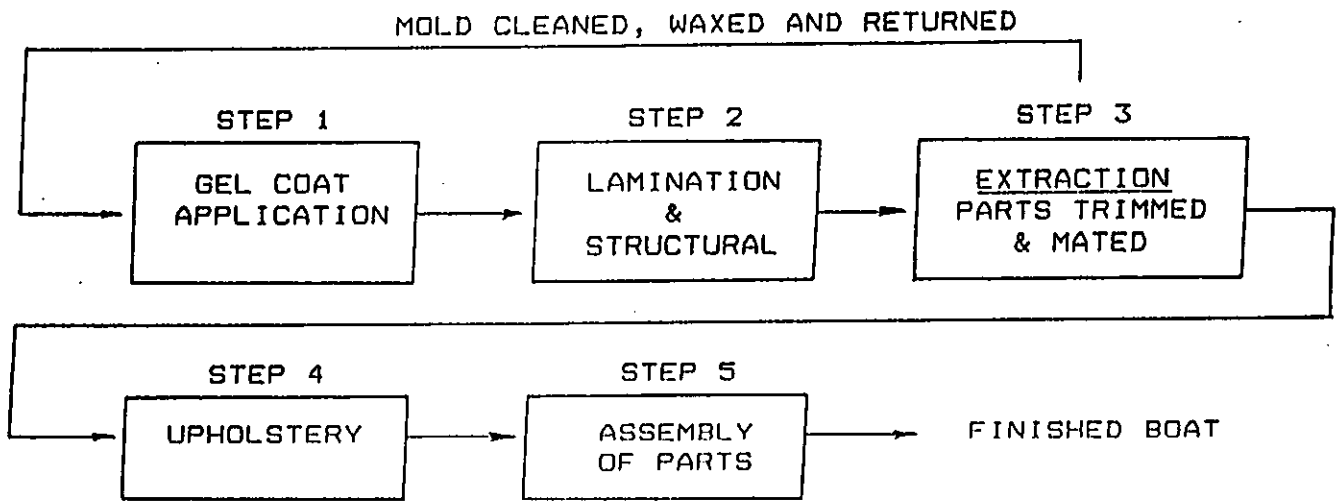 MOLD CLEANED, WAXED AND RETURNED
STEP 1
GEL COAT
APPLICATION
STEP 2
LAMINATION
&
STRUCTURAL
STEP 3
EXTRACTION
PARTS TRIMMED
& MATED
STEP 4
UPHOLSTERY
STEP 5
ASSEMBLY
OF PARTS
FINISHED BOAT